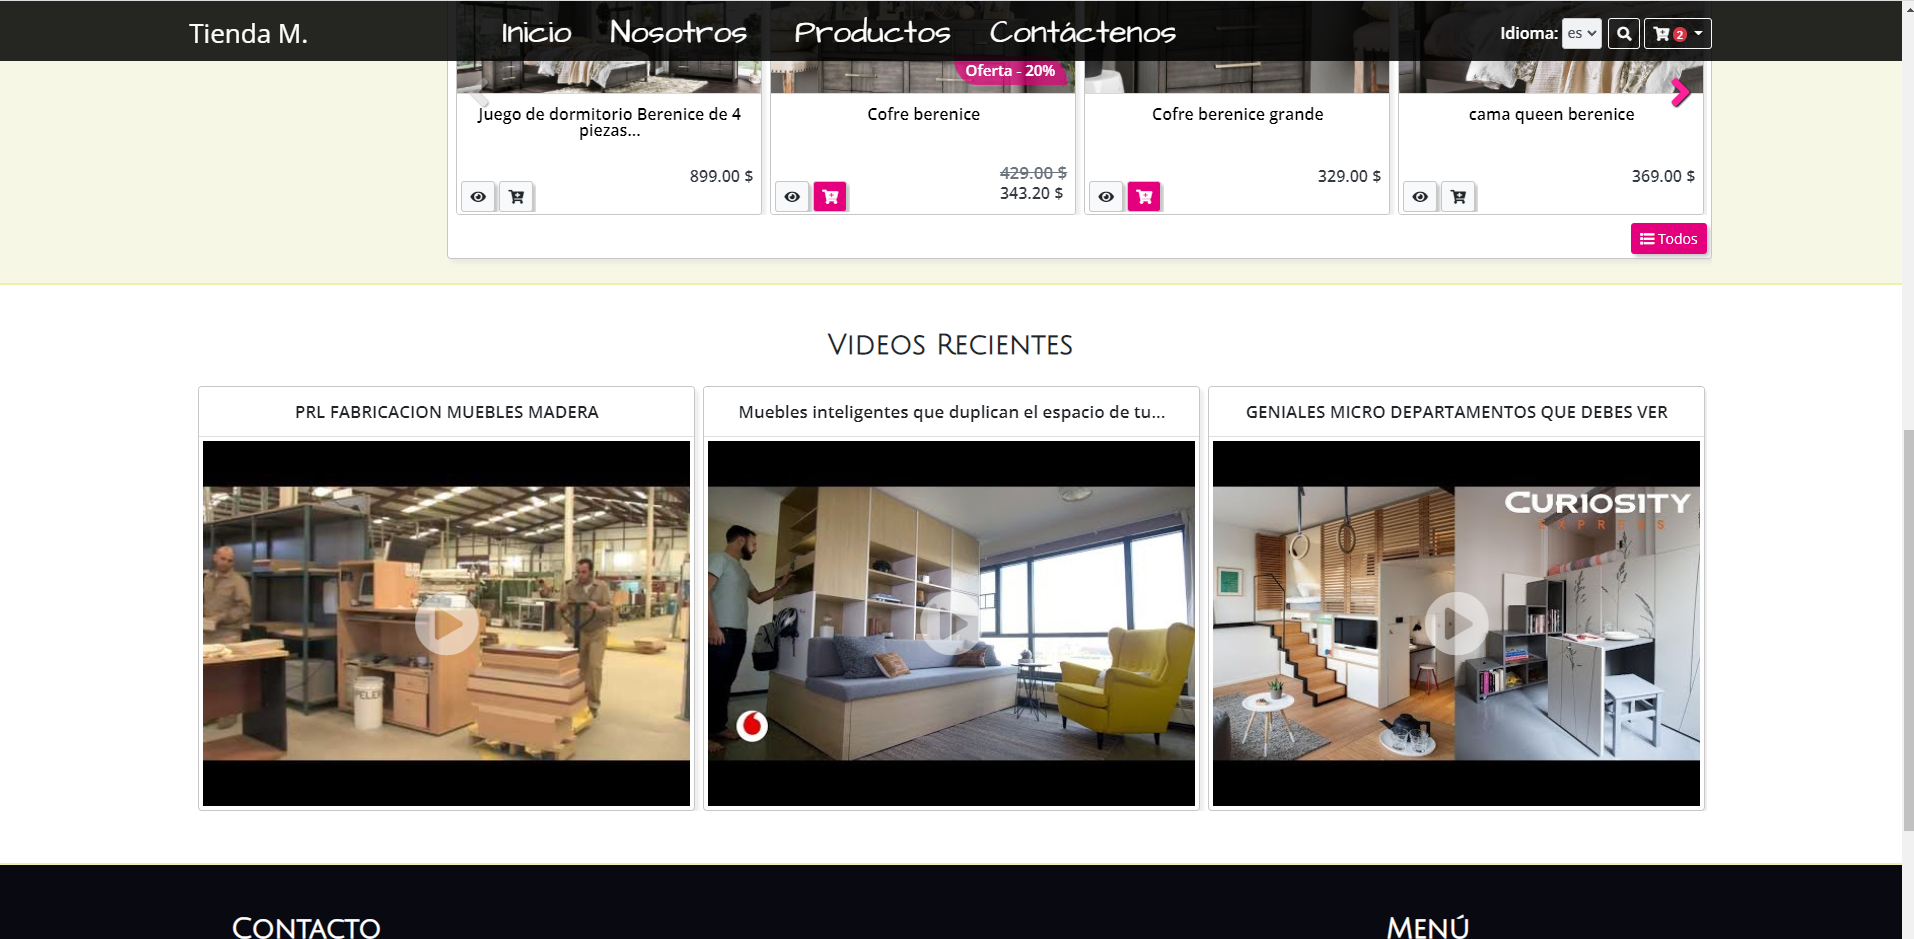 Tienda M.
Inicio
Nosotros
Productos
Contáctenos
Idioma:
es
2
Oferta - 20%
Juego de dormitorio Berenice de 4
piezas...
899.00 $
Cofre berenice
429.00 $
343.20 $
Cofre berenice grande
329.00 $
cama queen berenice
369.00 $
Todos
Videos Recientes
PRL FABRICACION MUEBLES MADERA
Muebles inteligentes que duplican el espacio de tu...
GENIALES MICRO DEPARTAMENTOS QUE DEBES VER
CURIOSITY
EXPRESS
Contacto
Menú